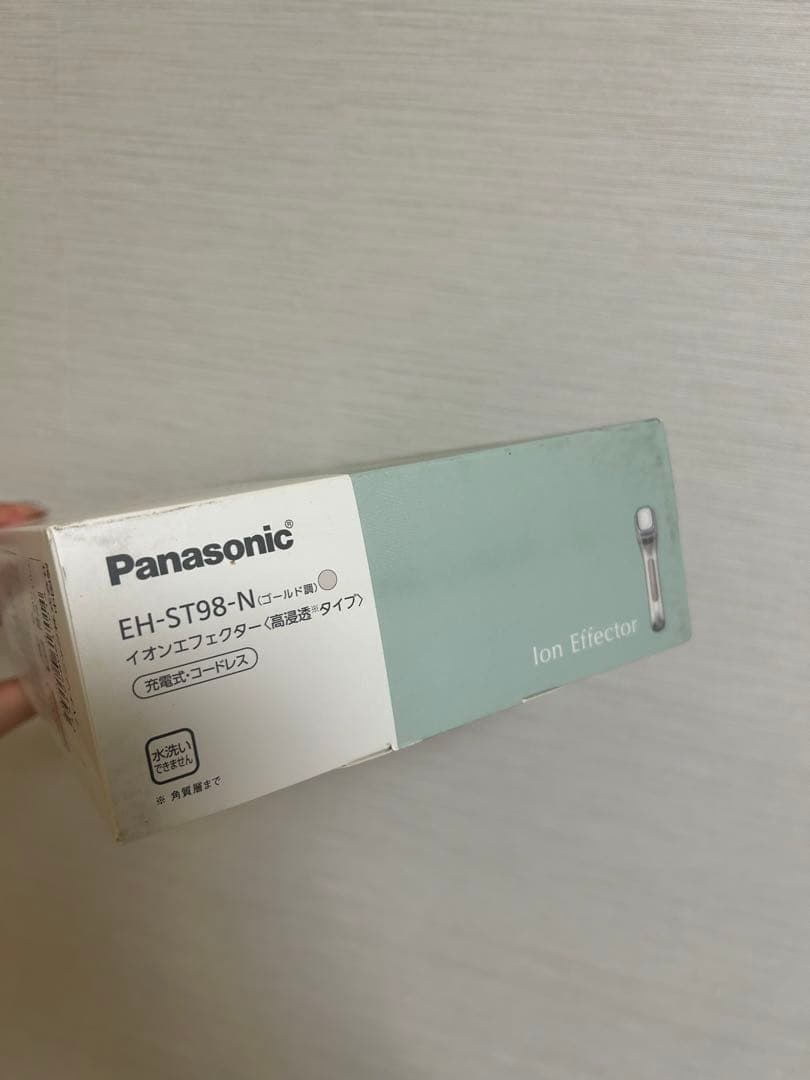 Panasonic®
EH-ST98-N(ゴールド調)
イオンエフェクター〈高浸透※タイプ〉
充電式・コードレス
水洗い
できません
※ 角質層まで
Ion Effector